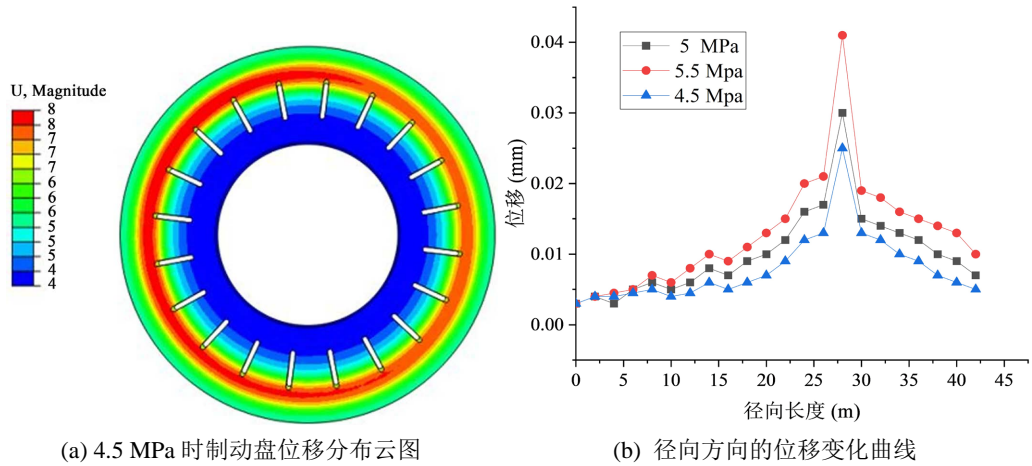 U, Magnitude
8
8
7
7
6
6
6
5
5
4
4
(a) 4.5 MPa 时制动盘位移分布云图
5 MPa
5.5 Mpa
4.5 Mpa
位移 (mm)
0.04
0.03
0.02
0.01
0.00
0 5 10 15 20 25 30 35 40 45
径向长度 (m)
(b) 径向方向的位移变化曲线